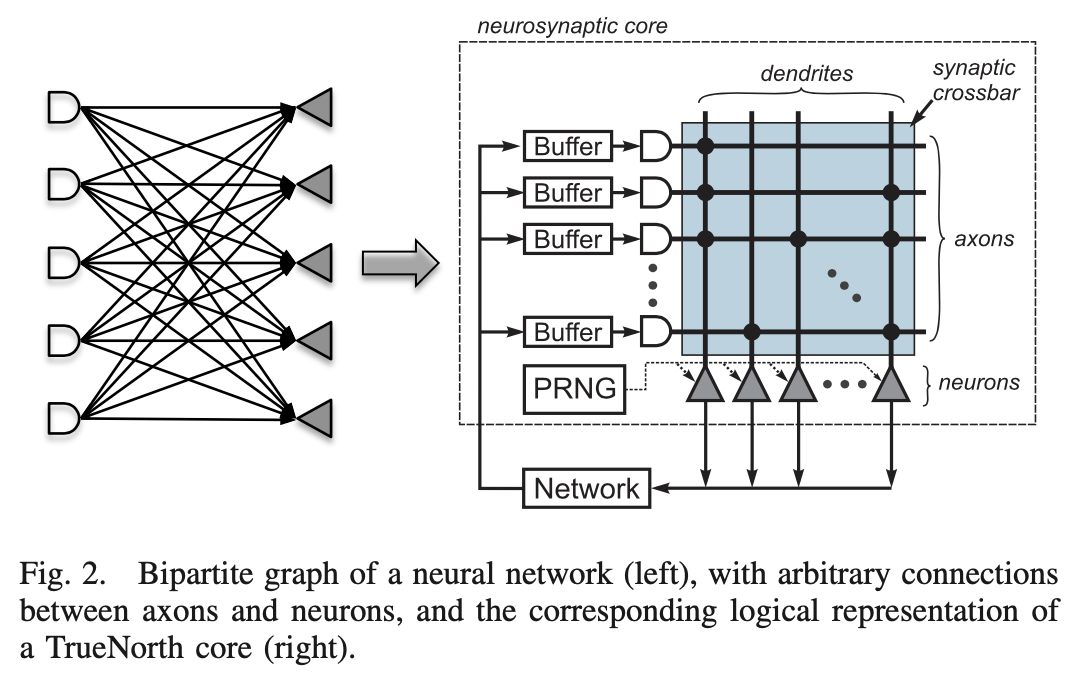 neurosynaptic core
dendrites
synaptic
crossbar
Buffer
Buffer
Buffer
axons
Buffer
PRNG
neurons
Network
Fig. 2. Bipartite graph of a neural network (left), with arbitrary connections
between axons and neurons, and the corresponding logical representation of
a TrueNorth core (right).